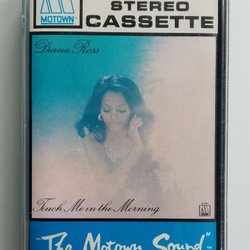 STEREO
MOTOWN
CASSETTE
Diana Ross
Touch Me in the Morning
"The Motown Sound"